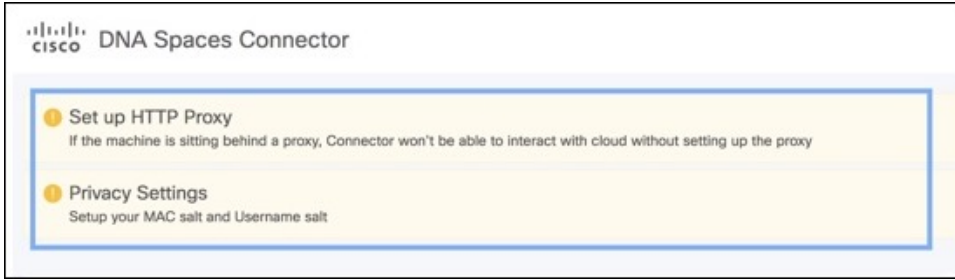 cisco DNA Spaces Connector
Set up HTTP Proxy
If the machine is sitting behind a proxy, Connector won't be able to interact with cloud without setting up the proxy
Privacy Settings
Setup your MAC salt and Username salt